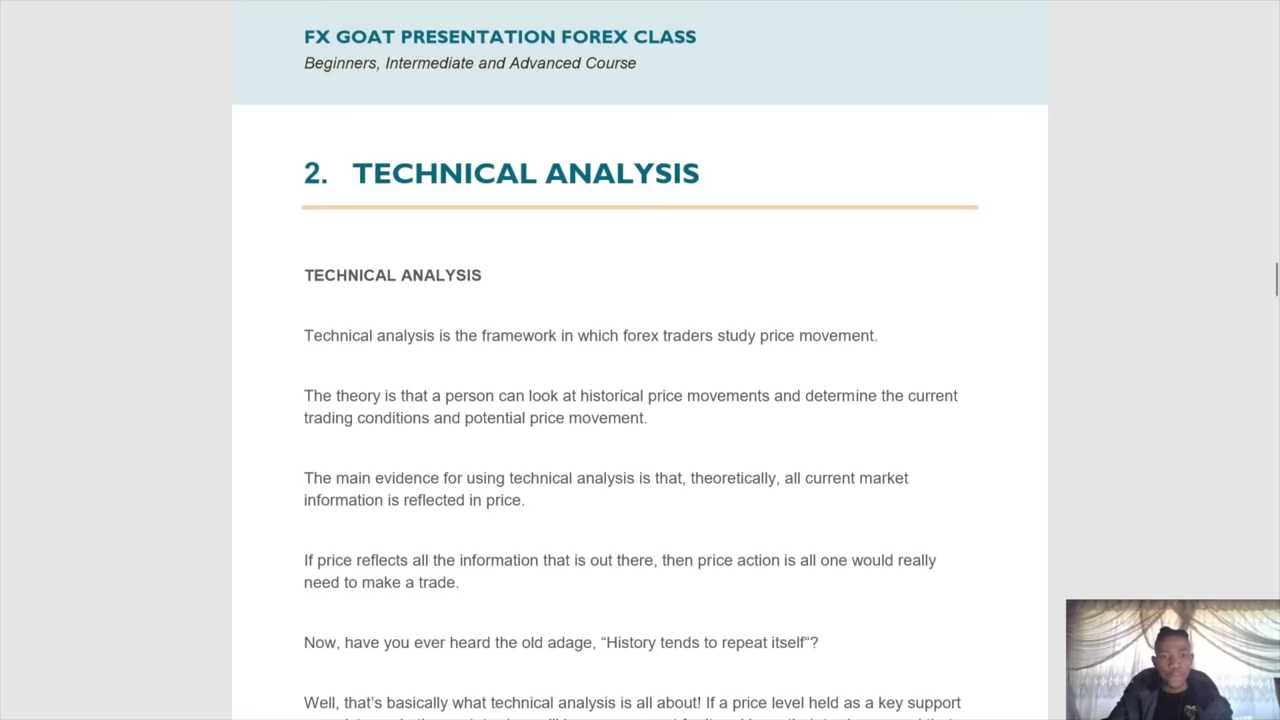 FX GOAT PRESENTATION FOREX CLASS
Beginners, Intermediate and Advanced Course
2. TECHNICAL ANALYSIS
TECHNICAL ANALYSIS
Technical analysis is the framework in which forex traders study price movement.
The theory is that a person can look at historical price movements and determine the current
trading conditions and potential price movement.
The main evidence for using technical analysis is that, theoretically, all current market
information is reflected in price.
If price reflects all the information that is out there, then price action is all one would really
need to make a trade.
Now, have you ever heard the old adage, “History tends to repeat itself“?
Well, that’s basically what technical analysis is all about! If a price level held as a key support